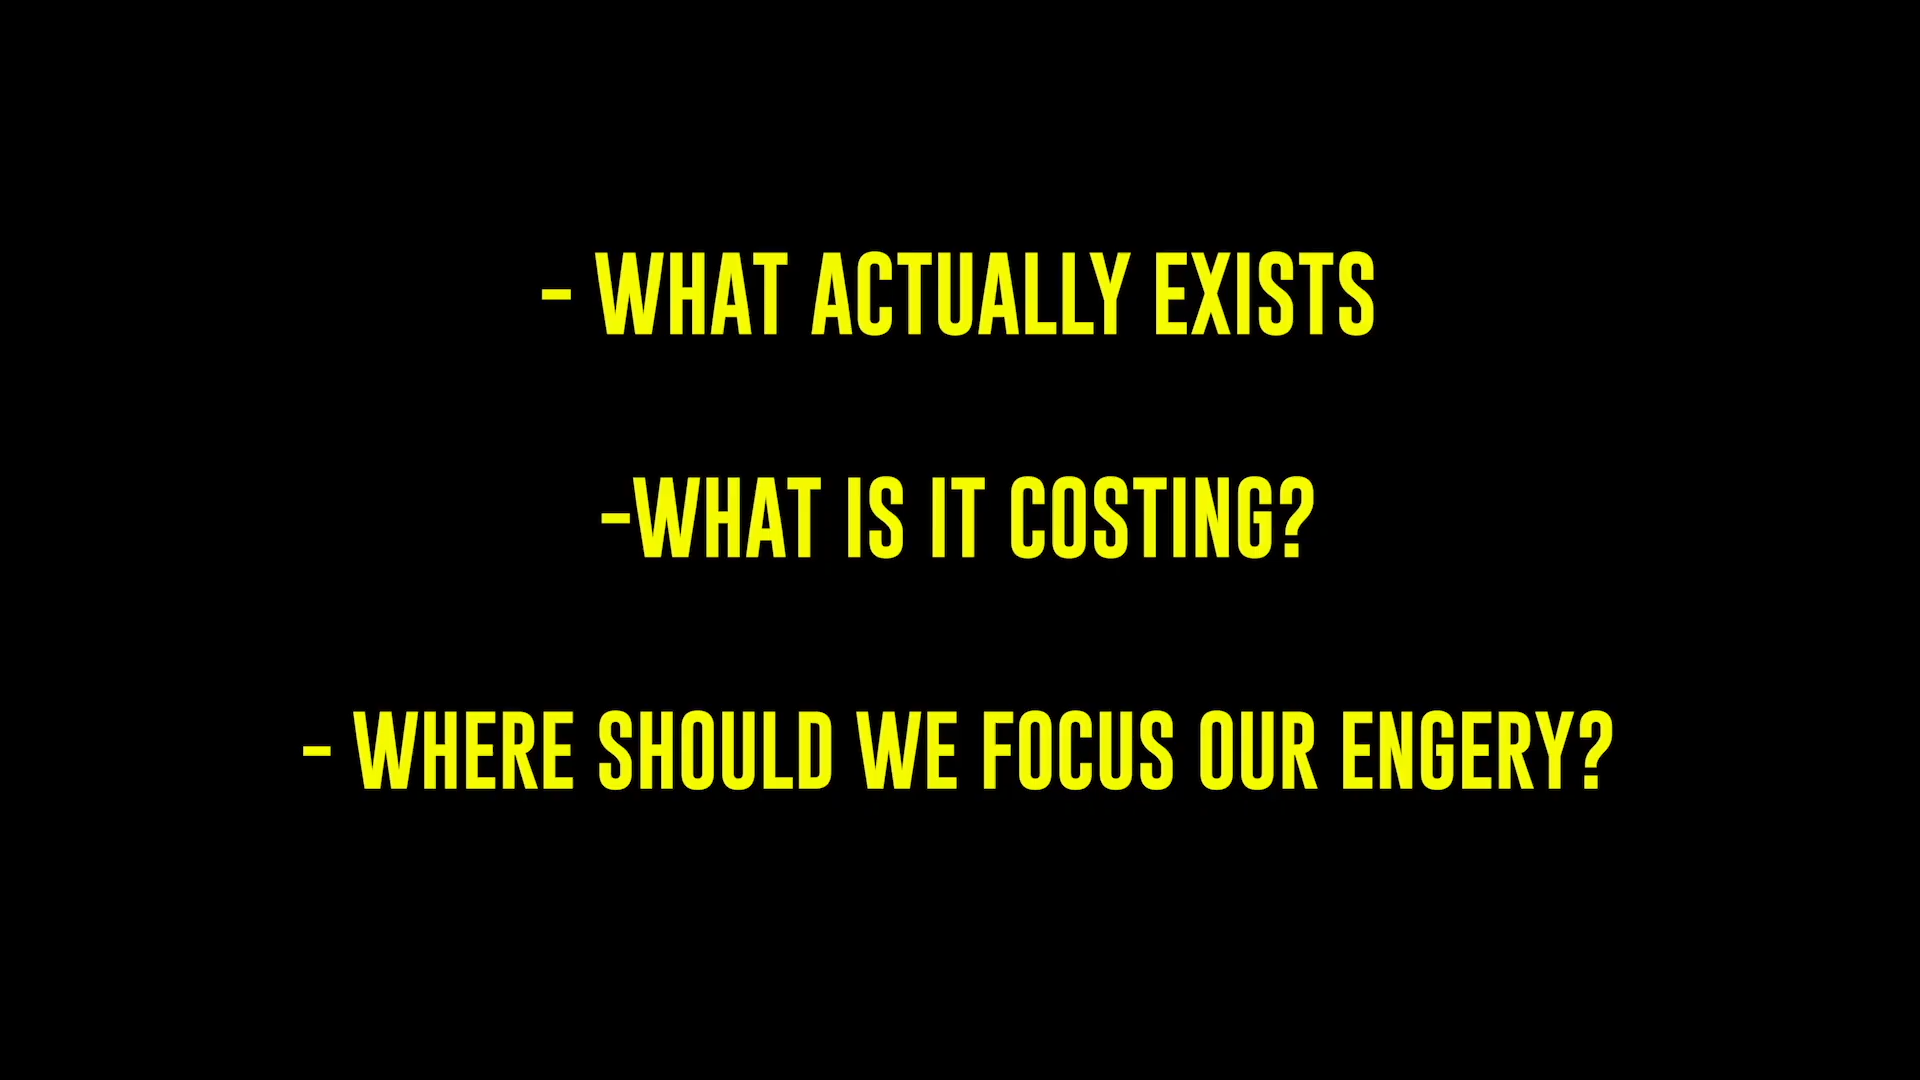 - WHAT ACTUALLY EXISTS
-WHAT IS IT COSTING?
- WHERE SHOULD WE FOCUS OUR ENGERY?